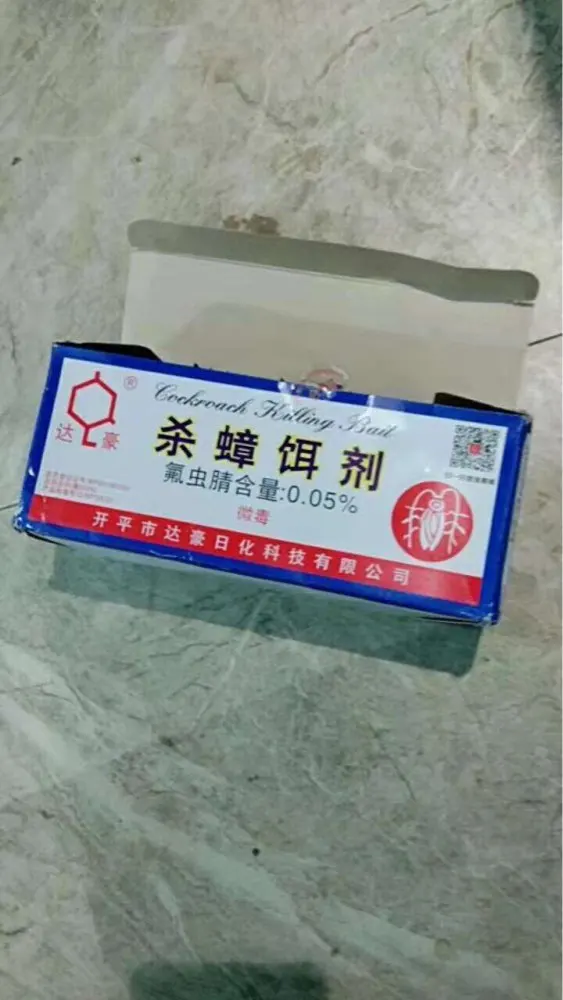 Cockroach Killing Bait
®
达豪
杀蟑饵剂
氟虫腈含量:0.05%
微毒
开平市达豪日化科技有限公司